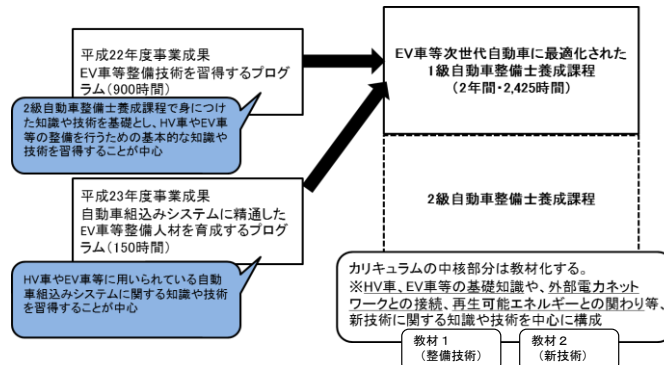 平成22年度事業成果
EV車等整備技術を習得するプログ
ラム(900時間)
2級自動車整備士養成課程で身につけ
た知識や技術を基礎とし、HV車やEV車
等の整備を行うための基本的な知識や
技術を習得することが中心
平成23年度事業成果
自動車組込みシステムに精通した
EV車等整備人材を育成するプログ
ラム(150時間)
HV車やEV車等に用いられている自動
車組込みシステムに関する知識や技術
を習得することが中心
EV車等次世代自動車に最適化された
1級自動車整備士養成課程
(2年間・2,425時間)
2級自動車整備士養成課程
カリキュラムの中核部分は教材化する。
※HV車、EV車等の基礎知識や、外部電力ネット
ワークとの接続、再生可能エネルギーとの関わり等、
新技術に関する知識や技術を中心に構成
教材1
(整備技術)
教材2
(新技術)